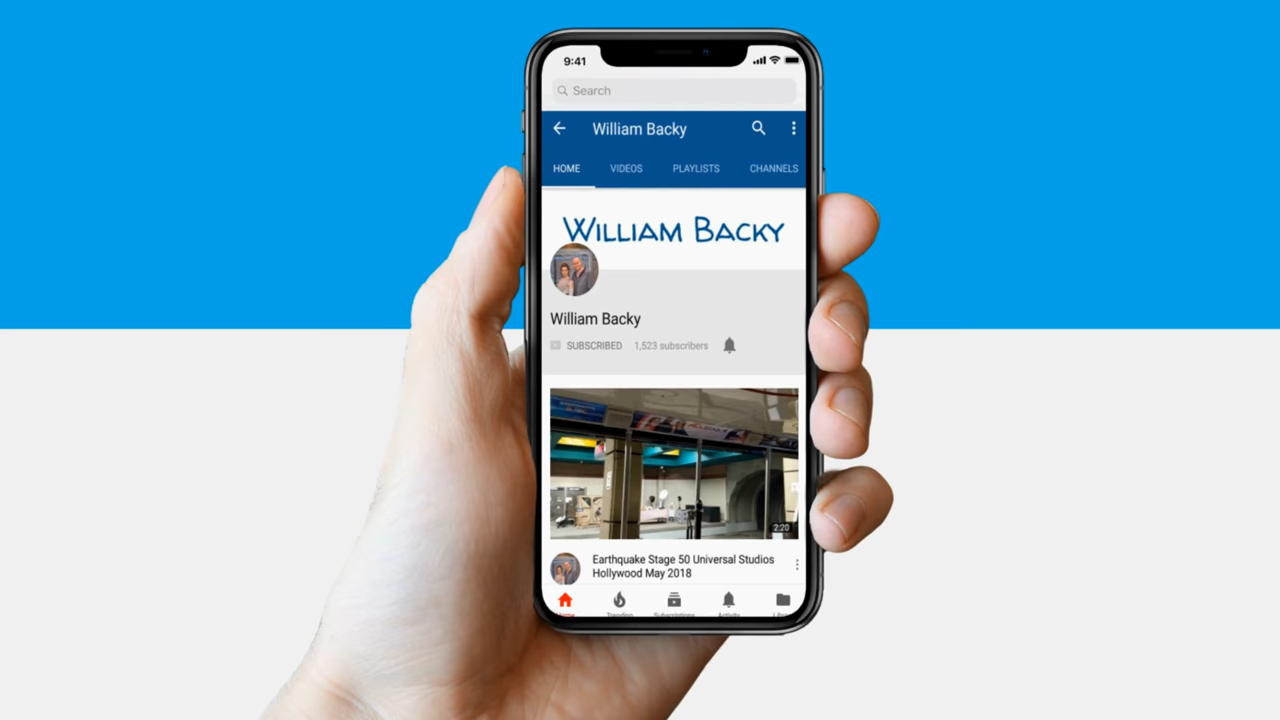 9:41
Search
William Backy
HOME VIDEOS PLAYLISTS CHANNELS
WILLIAM BACKY
William Backy
SUBSCRIBED 1,523 subscribers
2:20
Earthquake Stage 50 Universal Studios
Hollywood May 2018